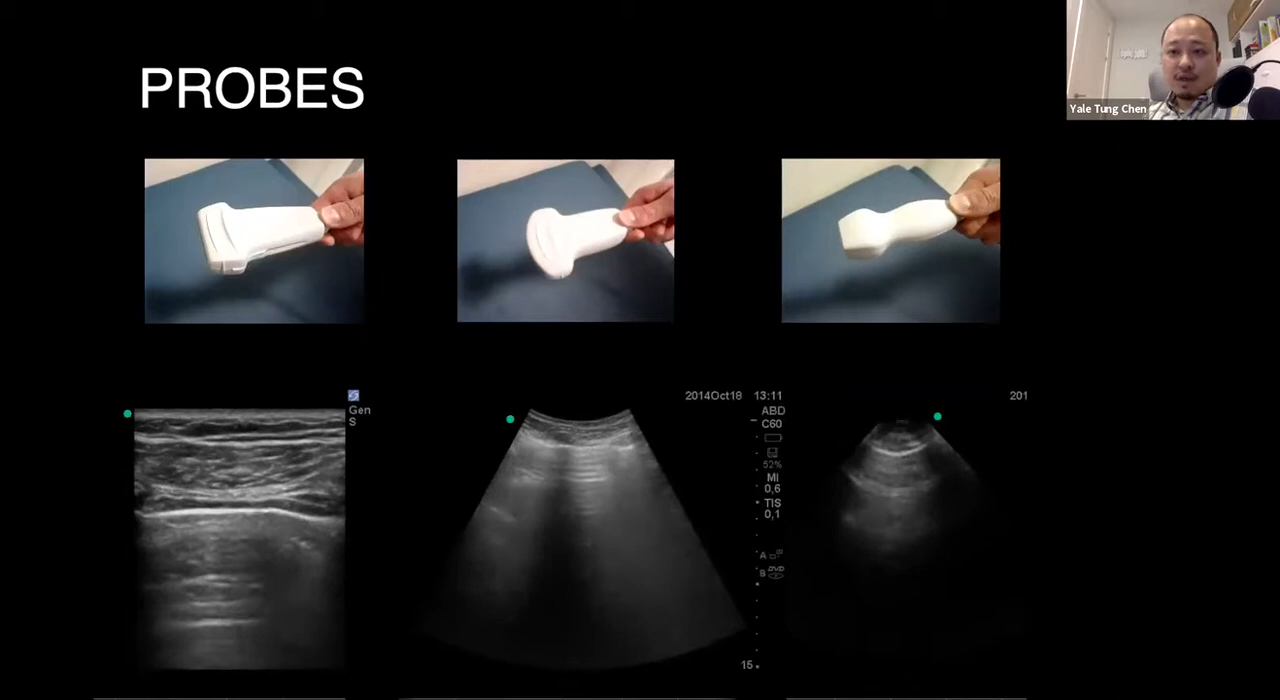 PROBES
Yale Tung Chen
Gen
S
2014Oct18 13:11
ABD
C60
52%
MI
0,6
TIS
0,1
A
B
15
201